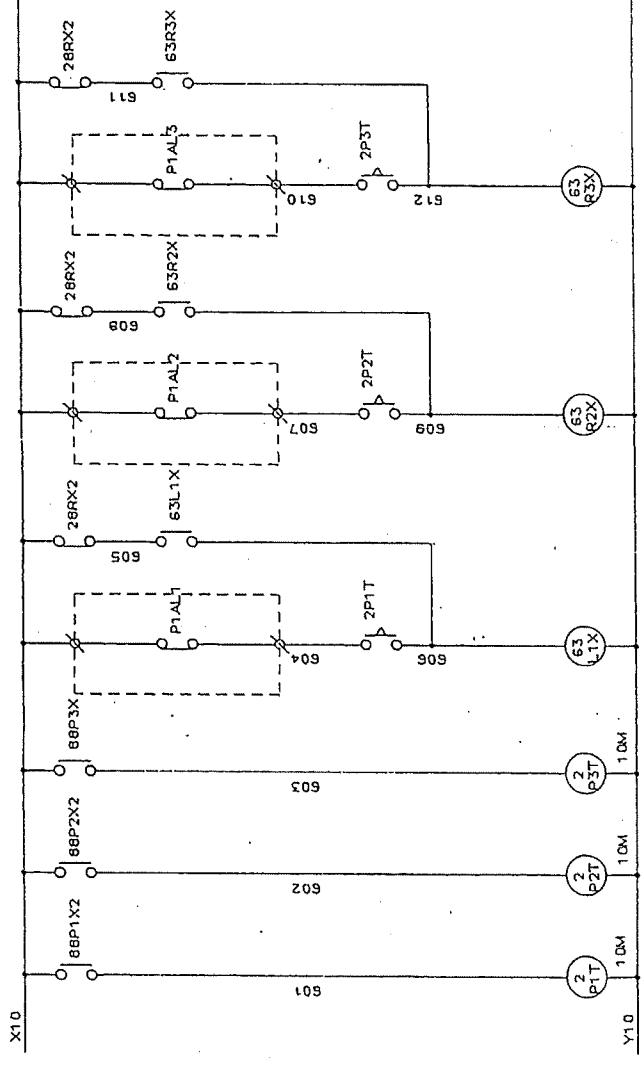 X10
88P1X2
601
2
P1T
10M
88P2X2
602
2
P2T
10M
88P3X
603
2
P3T
10M
P1AL1
604
2P1T
606
63
L1X
28RX2
605
63L1X
P1AL2
607
2P2T
609
63
R2X
28RX2
608
63R2X
P1AL3
610
2P3T
612
63
R3X
28RX2
611
63R3X
Y10